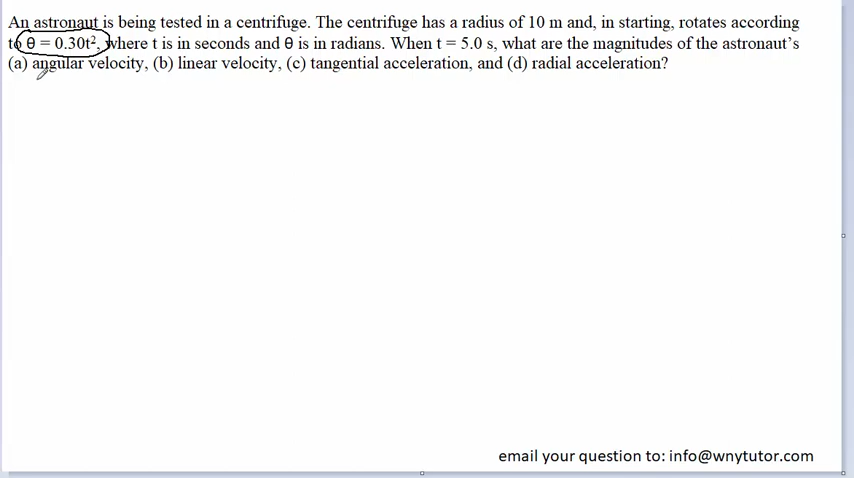 An astronaut is being tested in a centrifuge. The centrifuge has a radius of 10 m and, in starting, rotates according
to θ = 0.30t², where t is in seconds and θ is in radians. When t = 5.0 s, what are the magnitudes of the astronaut’s
(a) angular velocity, (b) linear velocity, (c) tangential acceleration, and (d) radial acceleration?
email your question to: info@wnytutor.com